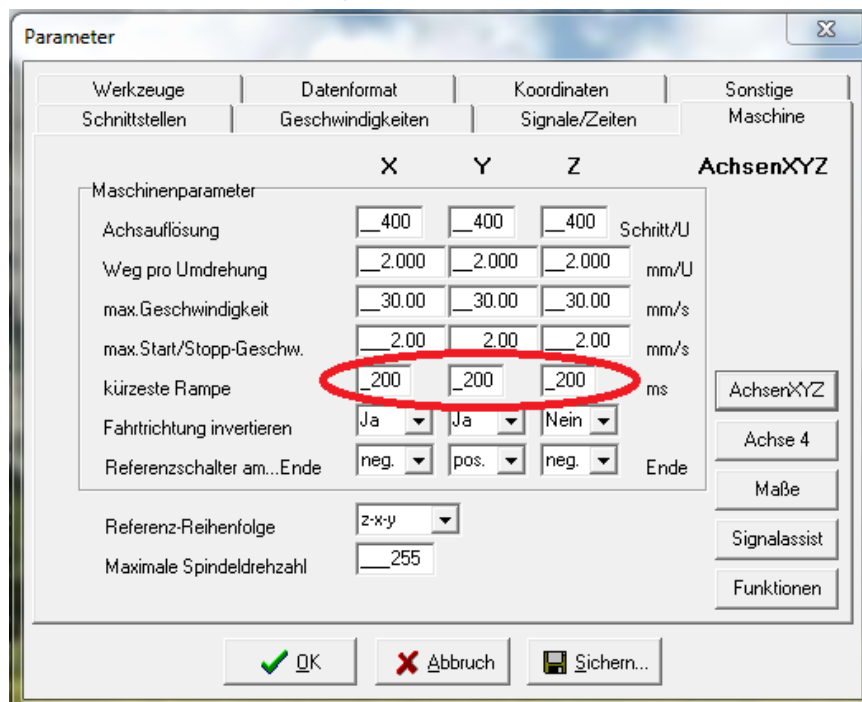 Parameter
Werkzeuge Datenformat Koordinaten Sonstige
Schnittstellen Geschwindigkeiten Signale/Zeiten Maschine
X Y Z AchsenXYZ
Maschinenparameter
Achsauflösung __400 __400 __400 Schritt/U
Weg pro Umdrehung __2.000 __2.000 __2.000 mm/U
max.Geschwindigkeit __30.00 __30.00 __30.00 mm/s
max.Start/Stopp-Geschw. ___2.00 ___2.00 ___2.00 mm/s
kürzeste Rampe _200 _200 _200 ms AchsenXYZ
Fahrtrichtung invertieren Ja Ja Nein
Achse 4
Referenzschalter am...Ende neg. pos. neg. Ende
Maße
Referenz-Reihenfolge z-x-y
Signalassist
Maximale Spindeldrehzahl ___255
Funktionen
OK Abbruch Sichern...